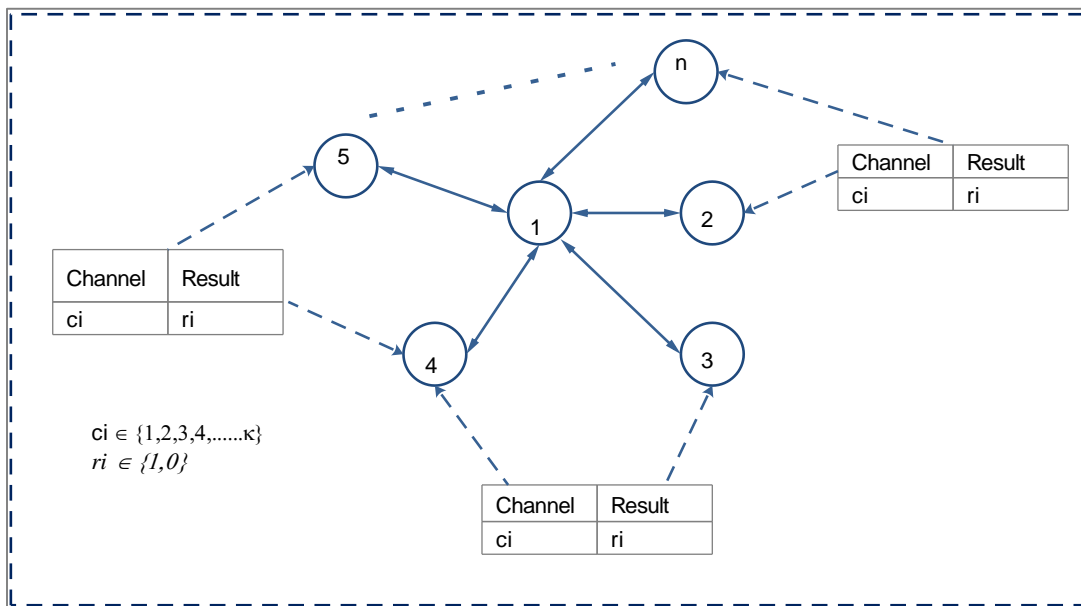 n
5
Channel Result
ci ri
1
2
Channel Result
ci ri
4
3
ci ∈ {1,2,3,4,......κ}
ri ∈ {1,0}
Channel Result
ci ri